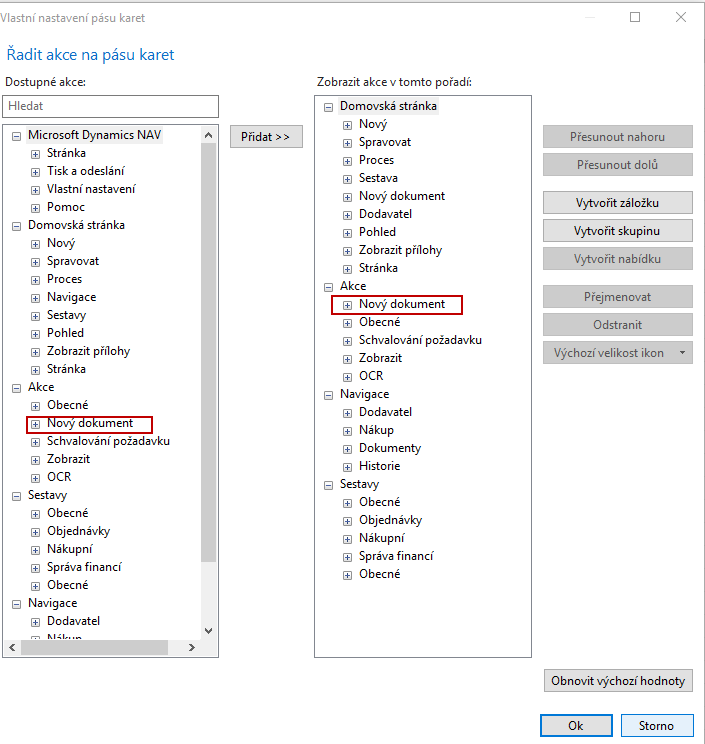 Vlastní nastavení pásu karet
Řadit akce na pásu karet
Dostupné akce:
Hledat
Microsoft Dynamics NAV
Stránka
Tisk a odeslání
Vlastní nastavení
Pomoc
Domovská stránka
Nový
Spravovat
Proces
Navigace
Sestavy
Pohled
Zobrazit přílohy
Stránka
Akce
Obecné
Nový dokument
Schvalování požadavku
Zobrazit
OCR
Sestavy
Obecné
Objednávky
Nákupní
Správa financí
Obecné
Navigace
Dodavatel
Nákup
Přidat >>
Zobrazit akce v tomto pořadí:
Domovská stránka
Nový
Spravovat
Proces
Sestava
Nový dokument
Dodavatel
Pohled
Zobrazit přílohy
Stránka
Akce
Nový dokument
Obecné
Schvalování požadavku
Zobrazit
OCR
Navigace
Dodavatel
Nákup
Dokumenty
Historie
Sestavy
Obecné
Objednávky
Nákupní
Správa financí
Obecné
Přesunout nahoru
Přesunout dolů
Vytvořit záložku
Vytvořit skupinu
Vytvořit nabídku
Přejmenovat
Odstranit
Výchozí velikost ikon
Obnovit výchozí hodnoty
Ok
Storno